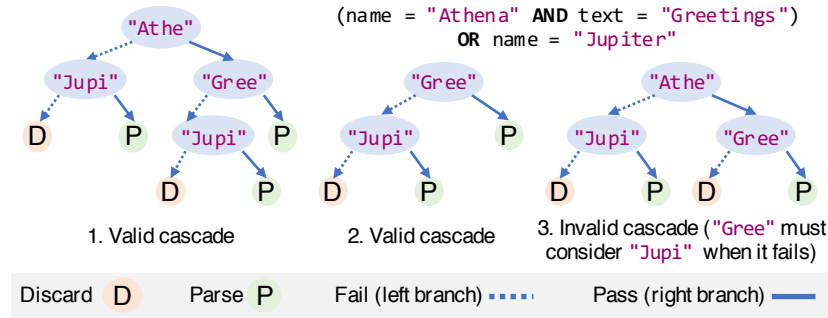 (name = "Athena" AND text = "Greetings")
OR name = "Jupiter"
"Athe"
"Jupi" "Gree"
D P "Jupi" P
D P
1. Valid cascade
"Gree"
"Jupi" P
D P
2. Valid cascade
"Athe"
"Jupi" "Gree"
D P D P
3. Invalid cascade ("Gree" must
consider "Jupi" when it fails)
Discard D Parse P Fail (left branch) Pass (right branch)